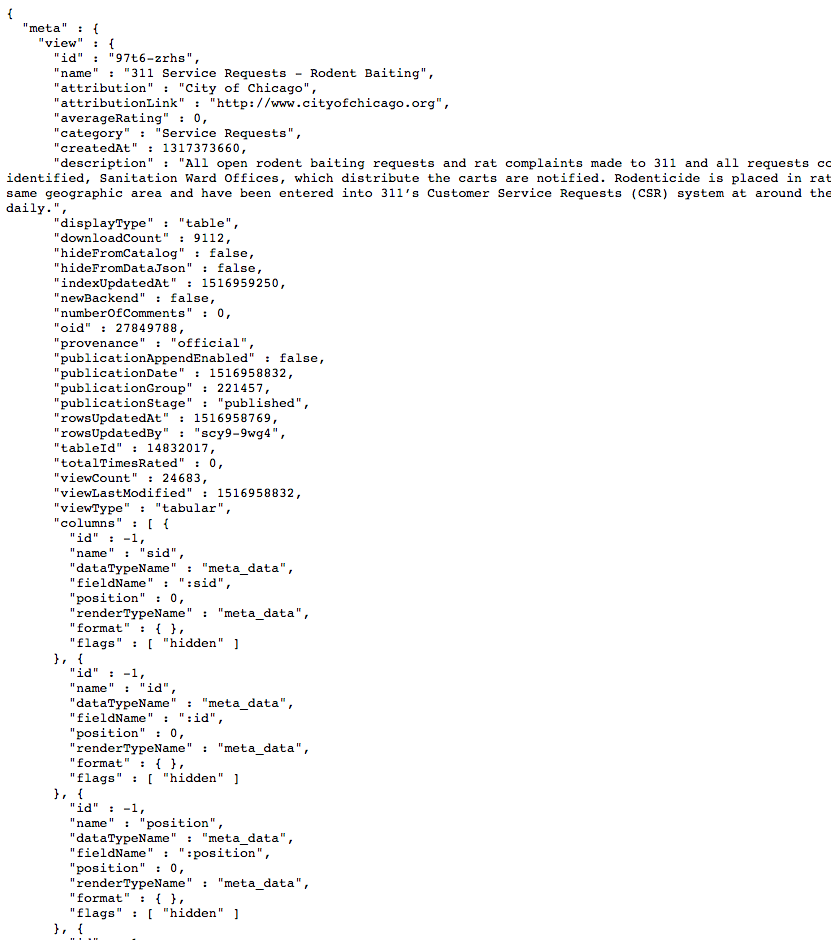 {
  "meta" : {
    "view" : {
      "id" : "97t6-zrhs",
      "name" : "311 Service Requests - Rodent Baiting",
      "attribution" : "City of Chicago",
      "attributionLink" : "http://www.cityofchicago.org",
      "averageRating" : 0,
      "category" : "Service Requests",
      "createdAt" : 1317373660,
      "description" : "All open rodent baiting requests and rat complaints made to 311 and all requests co
identified, Sanitation Ward Offices, which distribute the carts are notified. Rodenticide is placed in rat
same geographic area and have been entered into 311’s Customer Service Requests (CSR) system at around the
daily.",
      "displayType" : "table",
      "downloadCount" : 9112,
      "hideFromCatalog" : false,
      "hideFromDataJson" : false,
      "indexUpdatedAt" : 1516959250,
      "newBackend" : false,
      "numberOfComments" : 0,
      "oid" : 27849788,
      "provenance" : "official",
      "publicationAppendEnabled" : false,
      "publicationDate" : 1516958832,
      "publicationGroup" : 221457,
      "publicationStage" : "published",
      "rowsUpdatedAt" : 1516958769,
      "rowsUpdatedBy" : "scy9-9wg4",
      "tableId" : 14832017,
      "totalTimesRated" : 0,
      "viewCount" : 24683,
      "viewLastModified" : 1516958832,
      "viewType" : "tabular",
      "columns" : [ {
        "id" : -1,
        "name" : "sid",
        "dataTypeName" : "meta_data",
        "fieldName" : ":sid",
        "position" : 0,
        "renderTypeName" : "meta_data",
        "format" : { },
        "flags" : [ "hidden" ]
      }, {
        "id" : -1,
        "name" : "id",
        "dataTypeName" : "meta_data",
        "fieldName" : ":id",
        "position" : 0,
        "renderTypeName" : "meta_data",
        "format" : { },
        "flags" : [ "hidden" ]
      }, {
        "id" : -1,
        "name" : "position",
        "dataTypeName" : "meta_data",
        "fieldName" : ":position",
        "position" : 0,
        "renderTypeName" : "meta_data",
        "format" : { },
        "flags" : [ "hidden" ]
      }, {